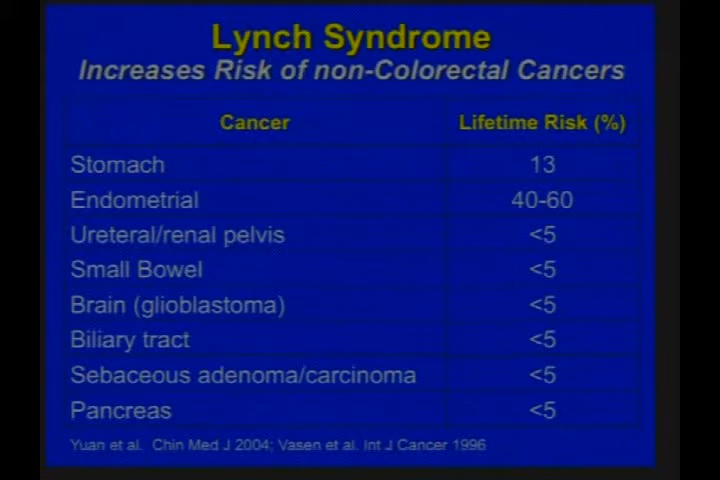 Lynch Syndrome
Increases Risk of non-Colorectal Cancers
Cancer Lifetime Risk (%)
Stomach 13
Endometrial 40-60
Ureteral/renal pelvis <5
Small Bowel <5
Brain (glioblastoma) <5
Biliary tract <5
Sebaceous adenoma/carcinoma <5
Pancreas <5
Yuan et al. Chin Med J 2004; Vasen et al. Int J Cancer 1996